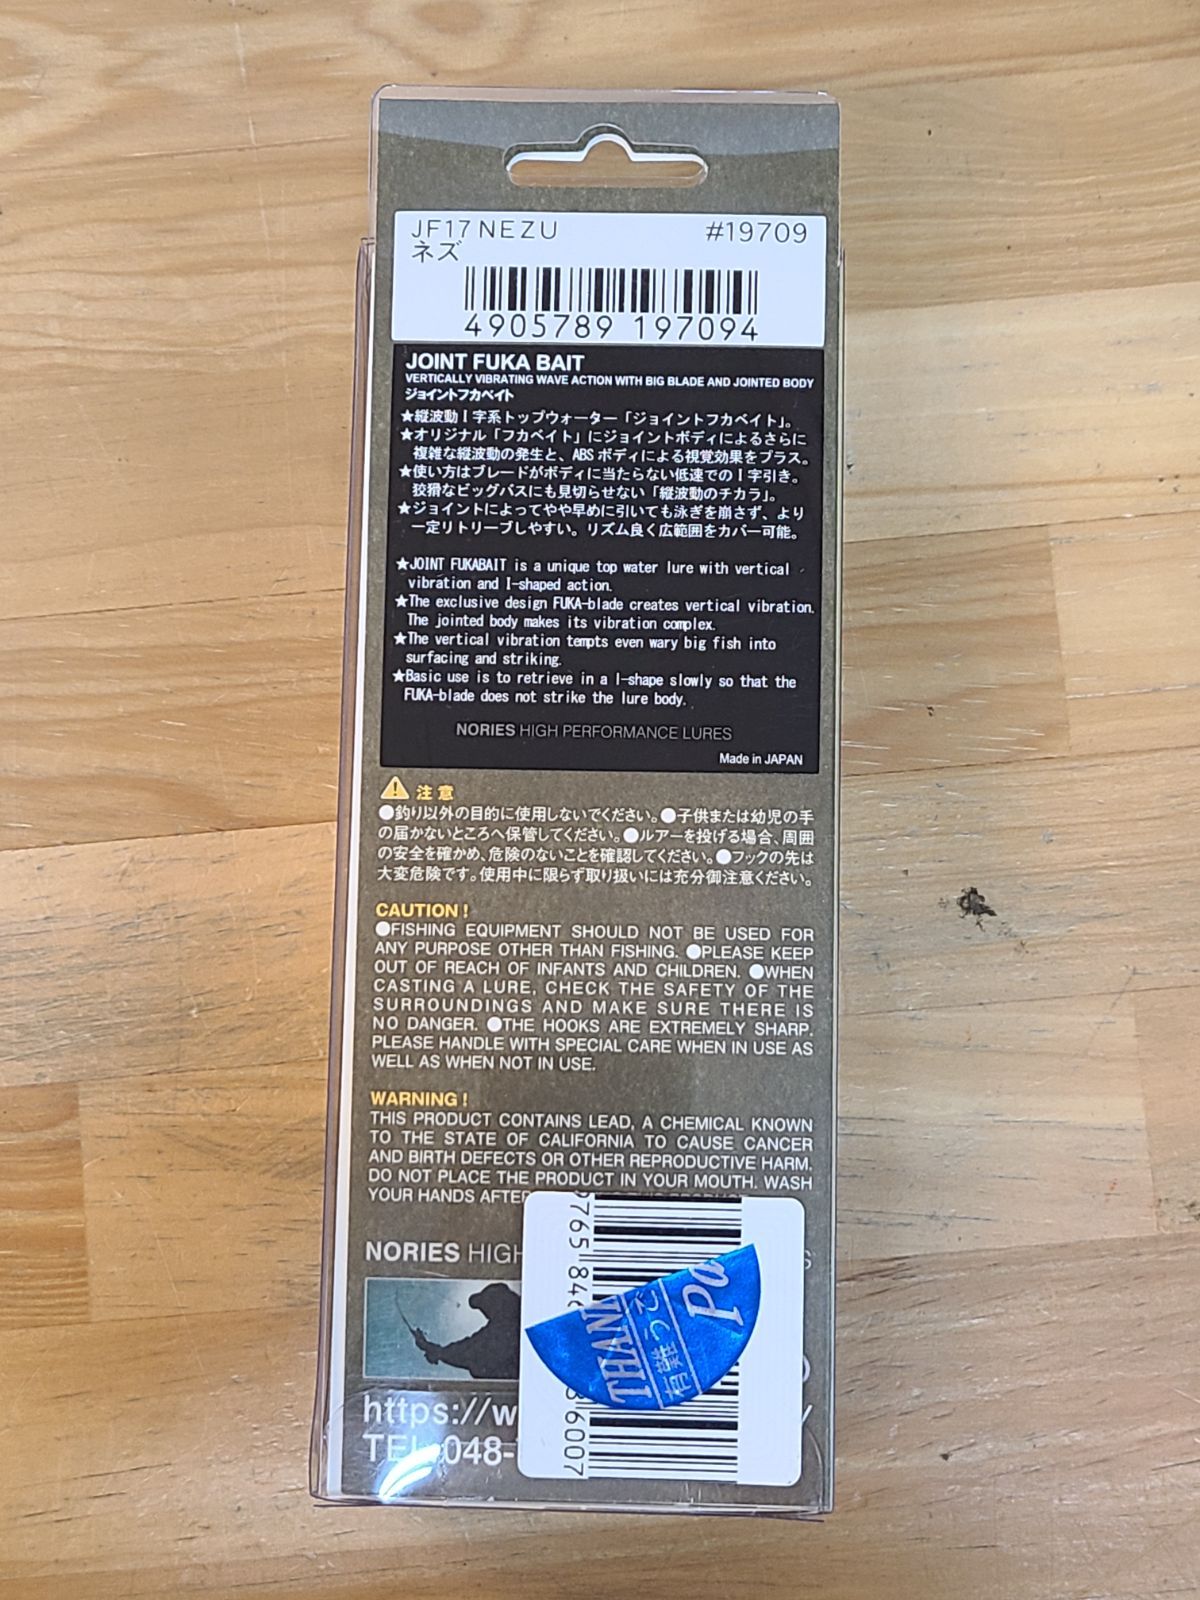 JF17 NEZU #19709
ネズ
4905789 197094
JOINT FUKA BAIT
VERTICALLY VIBRATING WAVE ACTION WITH BIG BLADE AND JOINTED BODY
ジョイントフカベイト
★縦波動I字系トップウォーター「ジョイントフカベイト」。
★オリジナル「フカベイト」にジョイントボディによるさらに
複雑な縦波動の発生と、ABSボディによる視覚効果をプラス。
★使い方はブレードがボディに当たらない低速でのI字引き。
狡猾なビッグバスにも見切らせない「縦波動のチカラ」。
★ジョイントによってやや早めに引いても泳ぎを崩さず、より
一定リトリーブしやすい。リズム良く広範囲をカバー可能。
★JOINT FUKABAIT is a unique top water lure with vertical
vibration and I-shaped action.
★The exclusive design FUKA-blade creates vertical vibration.
The jointed body makes its vibration complex.
★The vertical vibration tempts even wary big fish into
surfacing and striking.
★Basic use is to retrieve in a I-shape slowly so that the
FUKA-blade does not strike the lure body.
NORIES HIGH PERFORMANCE LURES
Made in JAPAN
注意
●釣り以外の目的に使用しないでください。●子供または幼児の手
の届かないところへ保管してください。●ルアーを投げる場合、周囲
の安全を確かめ、危険のないことを確認してください。●フックの先は
大変危険です。使用中に限らず取り扱いには充分御注意ください。
CAUTION!
●FISHING EQUIPMENT SHOULD NOT BE USED FOR
ANY PURPOSE OTHER THAN FISHING. ●PLEASE KEEP
OUT OF REACH OF INFANTS AND CHILDREN. ●WHEN
CASTING A LURE, CHECK THE SAFETY OF THE
SURROUNDINGS AND MAKE SURE THERE IS
NO DANGER. ●THE HOOKS ARE EXTREMELY SHARP.
PLEASE HANDLE WITH SPECIAL CARE WHEN IN USE AS
WELL AS WHEN NOT IN USE.
WARNING!
THIS PRODUCT CONTAINS LEAD, A CHEMICAL KNOWN
TO THE STATE OF CALIFORNIA TO CAUSE CANCER
AND BIRTH DEFECTS OR OTHER REPRODUCTIVE HARM.
DO NOT PLACE THE PRODUCT IN YOUR MOUTH. WASH
YOUR HANDS AFTER
NORIES HIGH
https://w
TEL 048-
THAN
有難うご